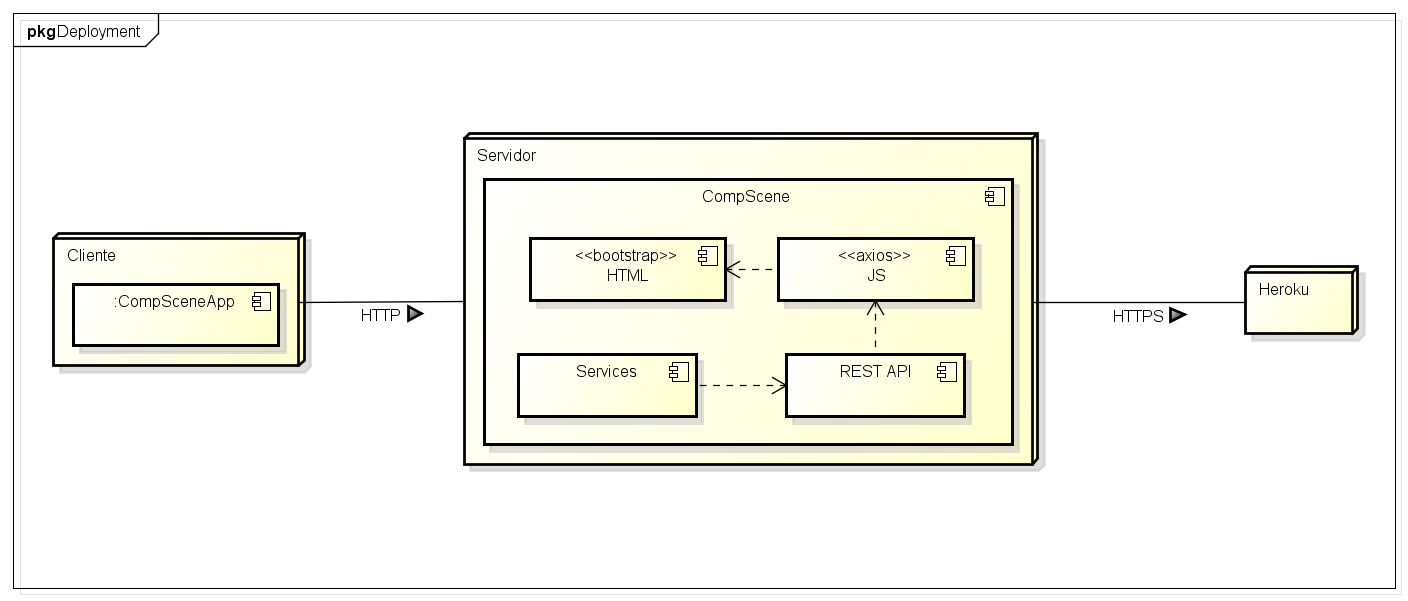 pkgDeployment
Servidor
CompScene
<<bootstrap>>
HTML
<<axios>>
JS
Cliente
:CompSceneApp
HTTP
Services
REST API
HTTPS
Heroku